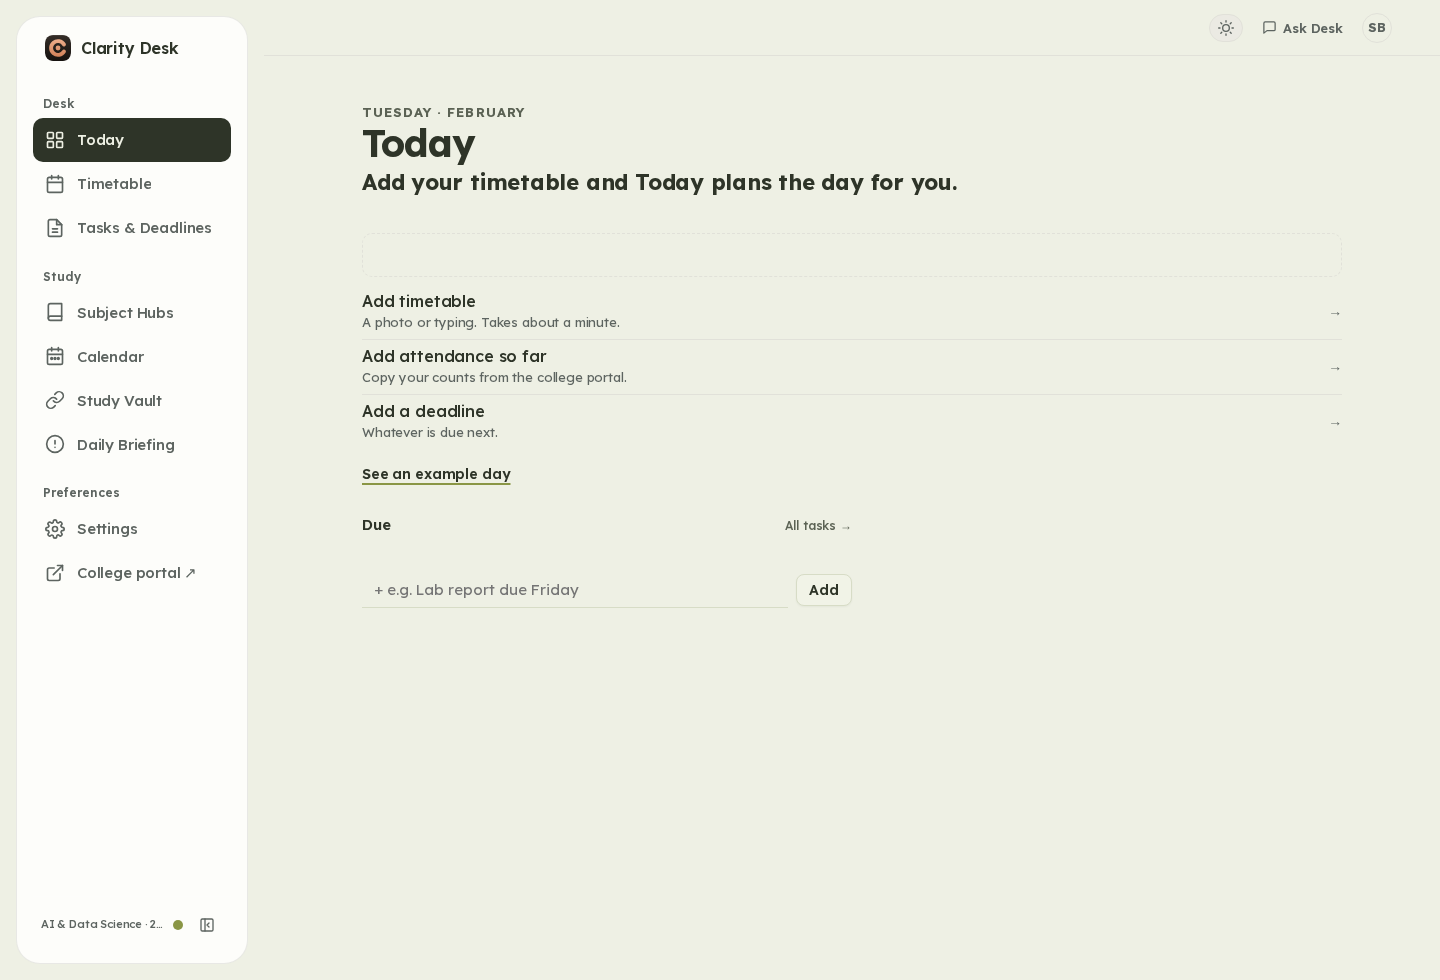 Clarity Desk
Desk
Today
Timetable
Tasks & Deadlines
Study
Subject Hubs
Calendar
Study Vault
Daily Briefing
Preferences
Settings
College portal ↗
AI & Data Science · 2...
Ask Desk
SB
TUESDAY · FEBRUARY
Today
Add your timetable and Today plans the day for you.
Add timetable
A photo or typing. Takes about a minute.
→
Add attendance so far
Copy your counts from the college portal.
→
Add a deadline
Whatever is due next.
→
See an example day
Due
All tasks →
+ e.g. Lab report due Friday
Add